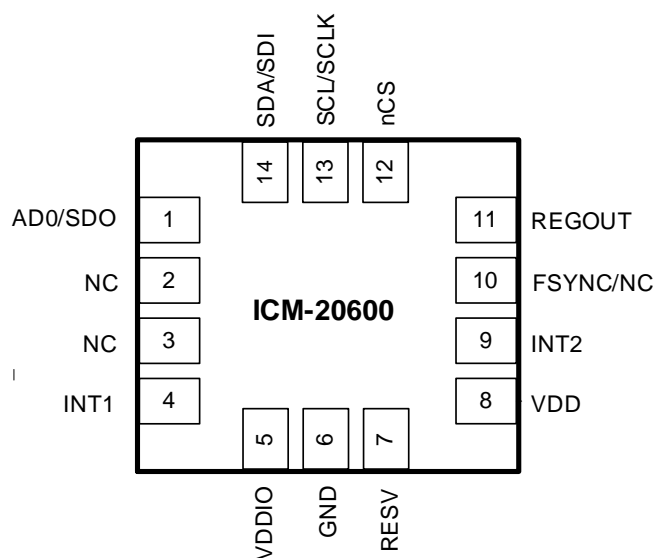 SDA/SDI
SCL/SCLK
nCS
14
13
12
AD0/SDO
1
11
REGOUT
NC
2
10
FSYNC/NC
ICM-20600
NC
3
9
INT2
INT1
4
8
VDD
5
6
7
VDDIO
GND
RESV